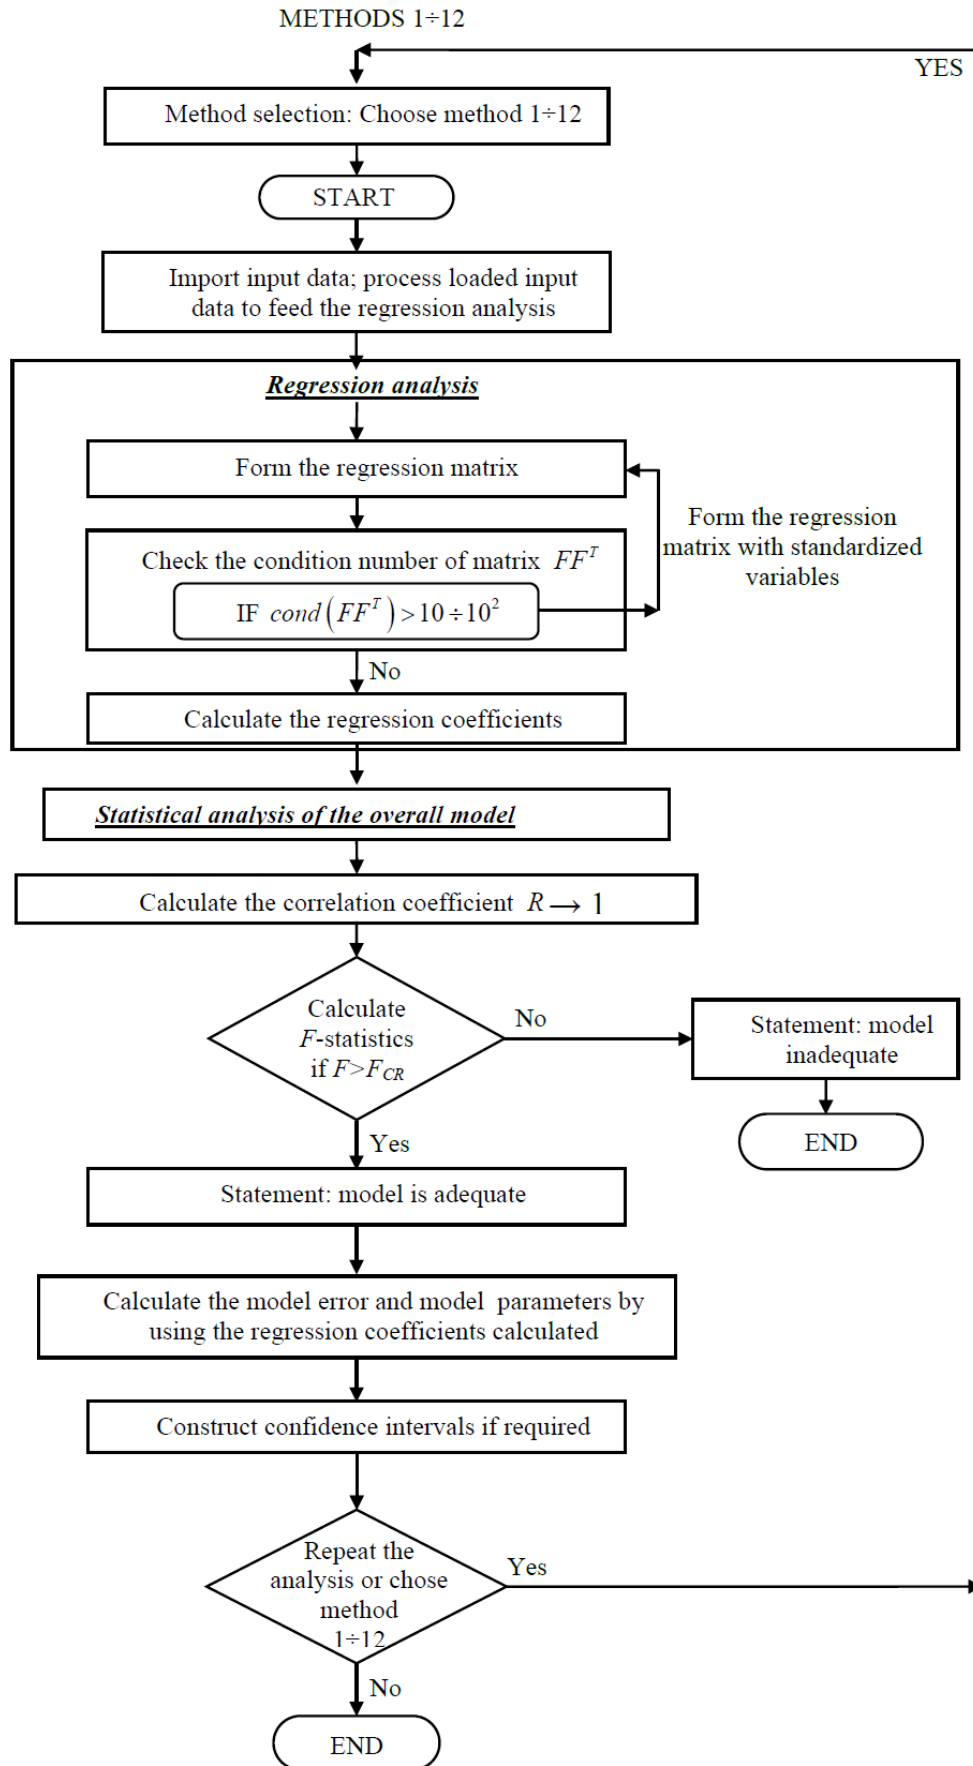 METHODS 1÷12
YES
Method selection: Choose method 1÷12
START
Import input data; process loaded input
data to feed the regression analysis
Regression analysis
Form the regression matrix
Form the regression
matrix with standardized
variables
Check the condition number of matrix FFᵀ
IF cond(FFᵀ) > 10 ÷ 10²
No
Calculate the regression coefficients
Statistical analysis of the overall model
Calculate the correlation coefficient R → 1
Calculate
F-statistics
if F>F_CR
No
Statement: model
inadequate
END
Yes
Statement: model is adequate
Calculate the model error and model parameters by
using the regression coefficients calculated
Construct confidence intervals if required
Repeat the
analysis or chose
method
1÷12
Yes
No
END